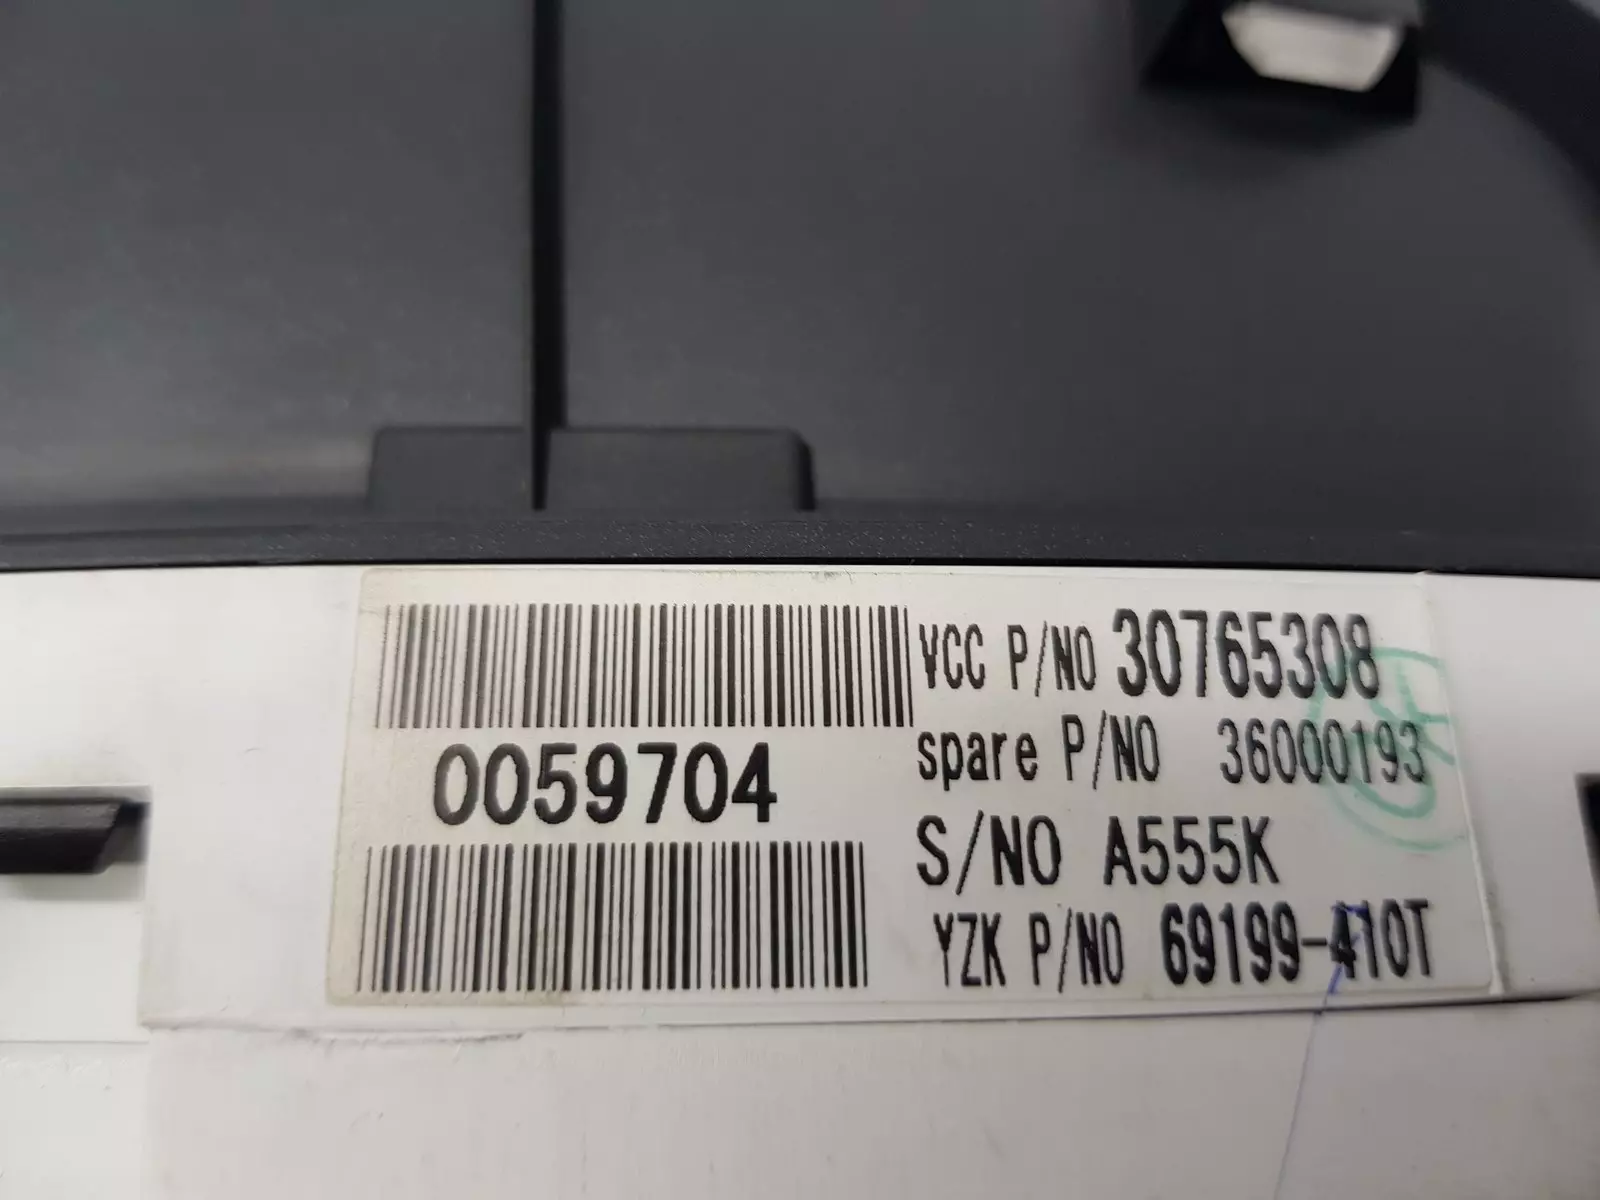 0059704
VCC P/NO 30765308
spare P/NO 36000193
S/NO A555K
YZK P/NO 69199-410T